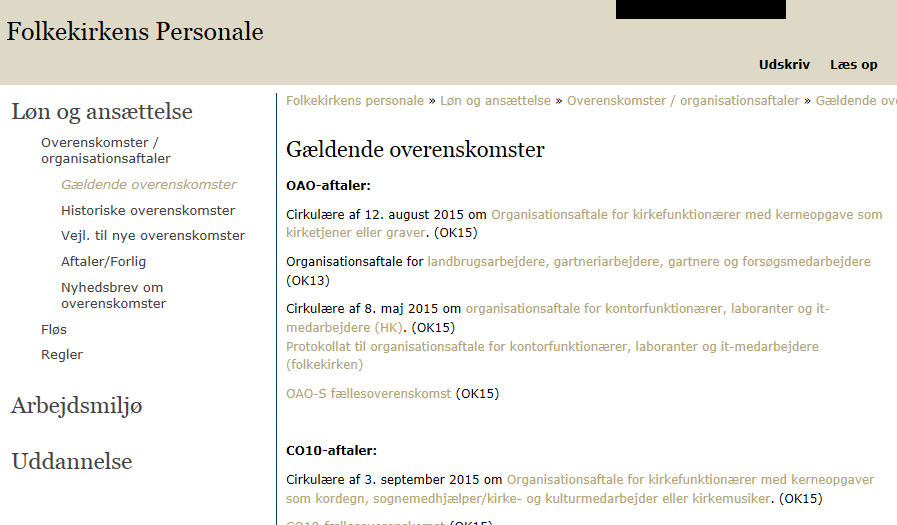 Folkekirkens Personale
Udskriv Læs op
Løn og ansættelse
Overenskomster /
organisationsaftaler
Gældende overenskomster
Historiske overenskomster
Vejl. til nye overenskomster
Aftaler/Forlig
Nyhedsbrev om
overenskomster
Fløs
Regler
Arbejdsmiljø
Uddannelse
Folkekirkens personale » Løn og ansættelse » Overenskomster / organisationsaftaler » Gældende
Gældende overenskomster
OAO-aftaler:
Cirkulære af 12. august 2015 om Organisationsaftale for kirkefunktionærer med kerneopgave som
kirketjener eller graver. (OK15)
Organisationsaftale for landbrugsarbejdere, gartneriarbejdere, gartnere og forsøgsmedarbejdere
(OK13)
Cirkulære af 8. maj 2015 om organisationsaftale for kontorfunktionærer, laboranter og it-
medarbejdere (HK). (OK15)
Protokollat til organisationsaftale for kontorfunktionærer, laboranter og it-medarbejdere
(folkekirken)
OAO-S fællesoverenskomst (OK15)
CO10-aftaler:
Cirkulære af 3. september 2015 om Organisationsaftale for kirkefunktionærer med kerneopgaver
som kordegn, sognemedhjælper/kirke- og kulturmedarbejder eller kirkemusiker. (OK15)
CO10 fællesoverenskomst (OK15)